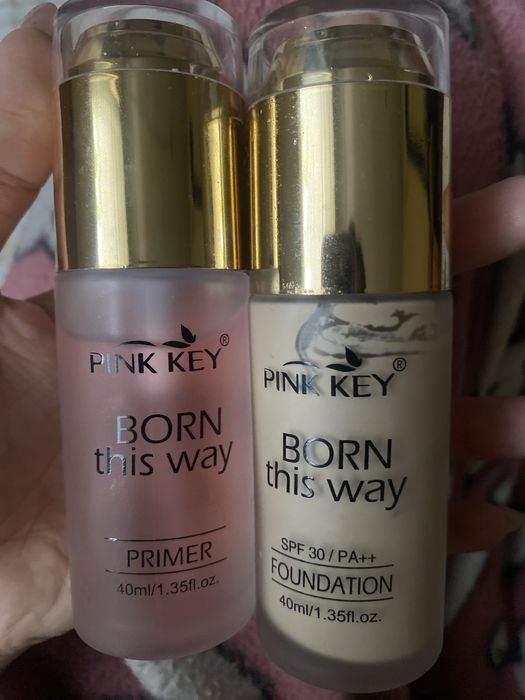 PINK KEY®
BORN
this way
PRIMER
40ml/1.35fl.oz.
PINK KEY®
BORN
this way
SPF 30 / PA++
FOUNDATION
40ml/1.35fl.oz.